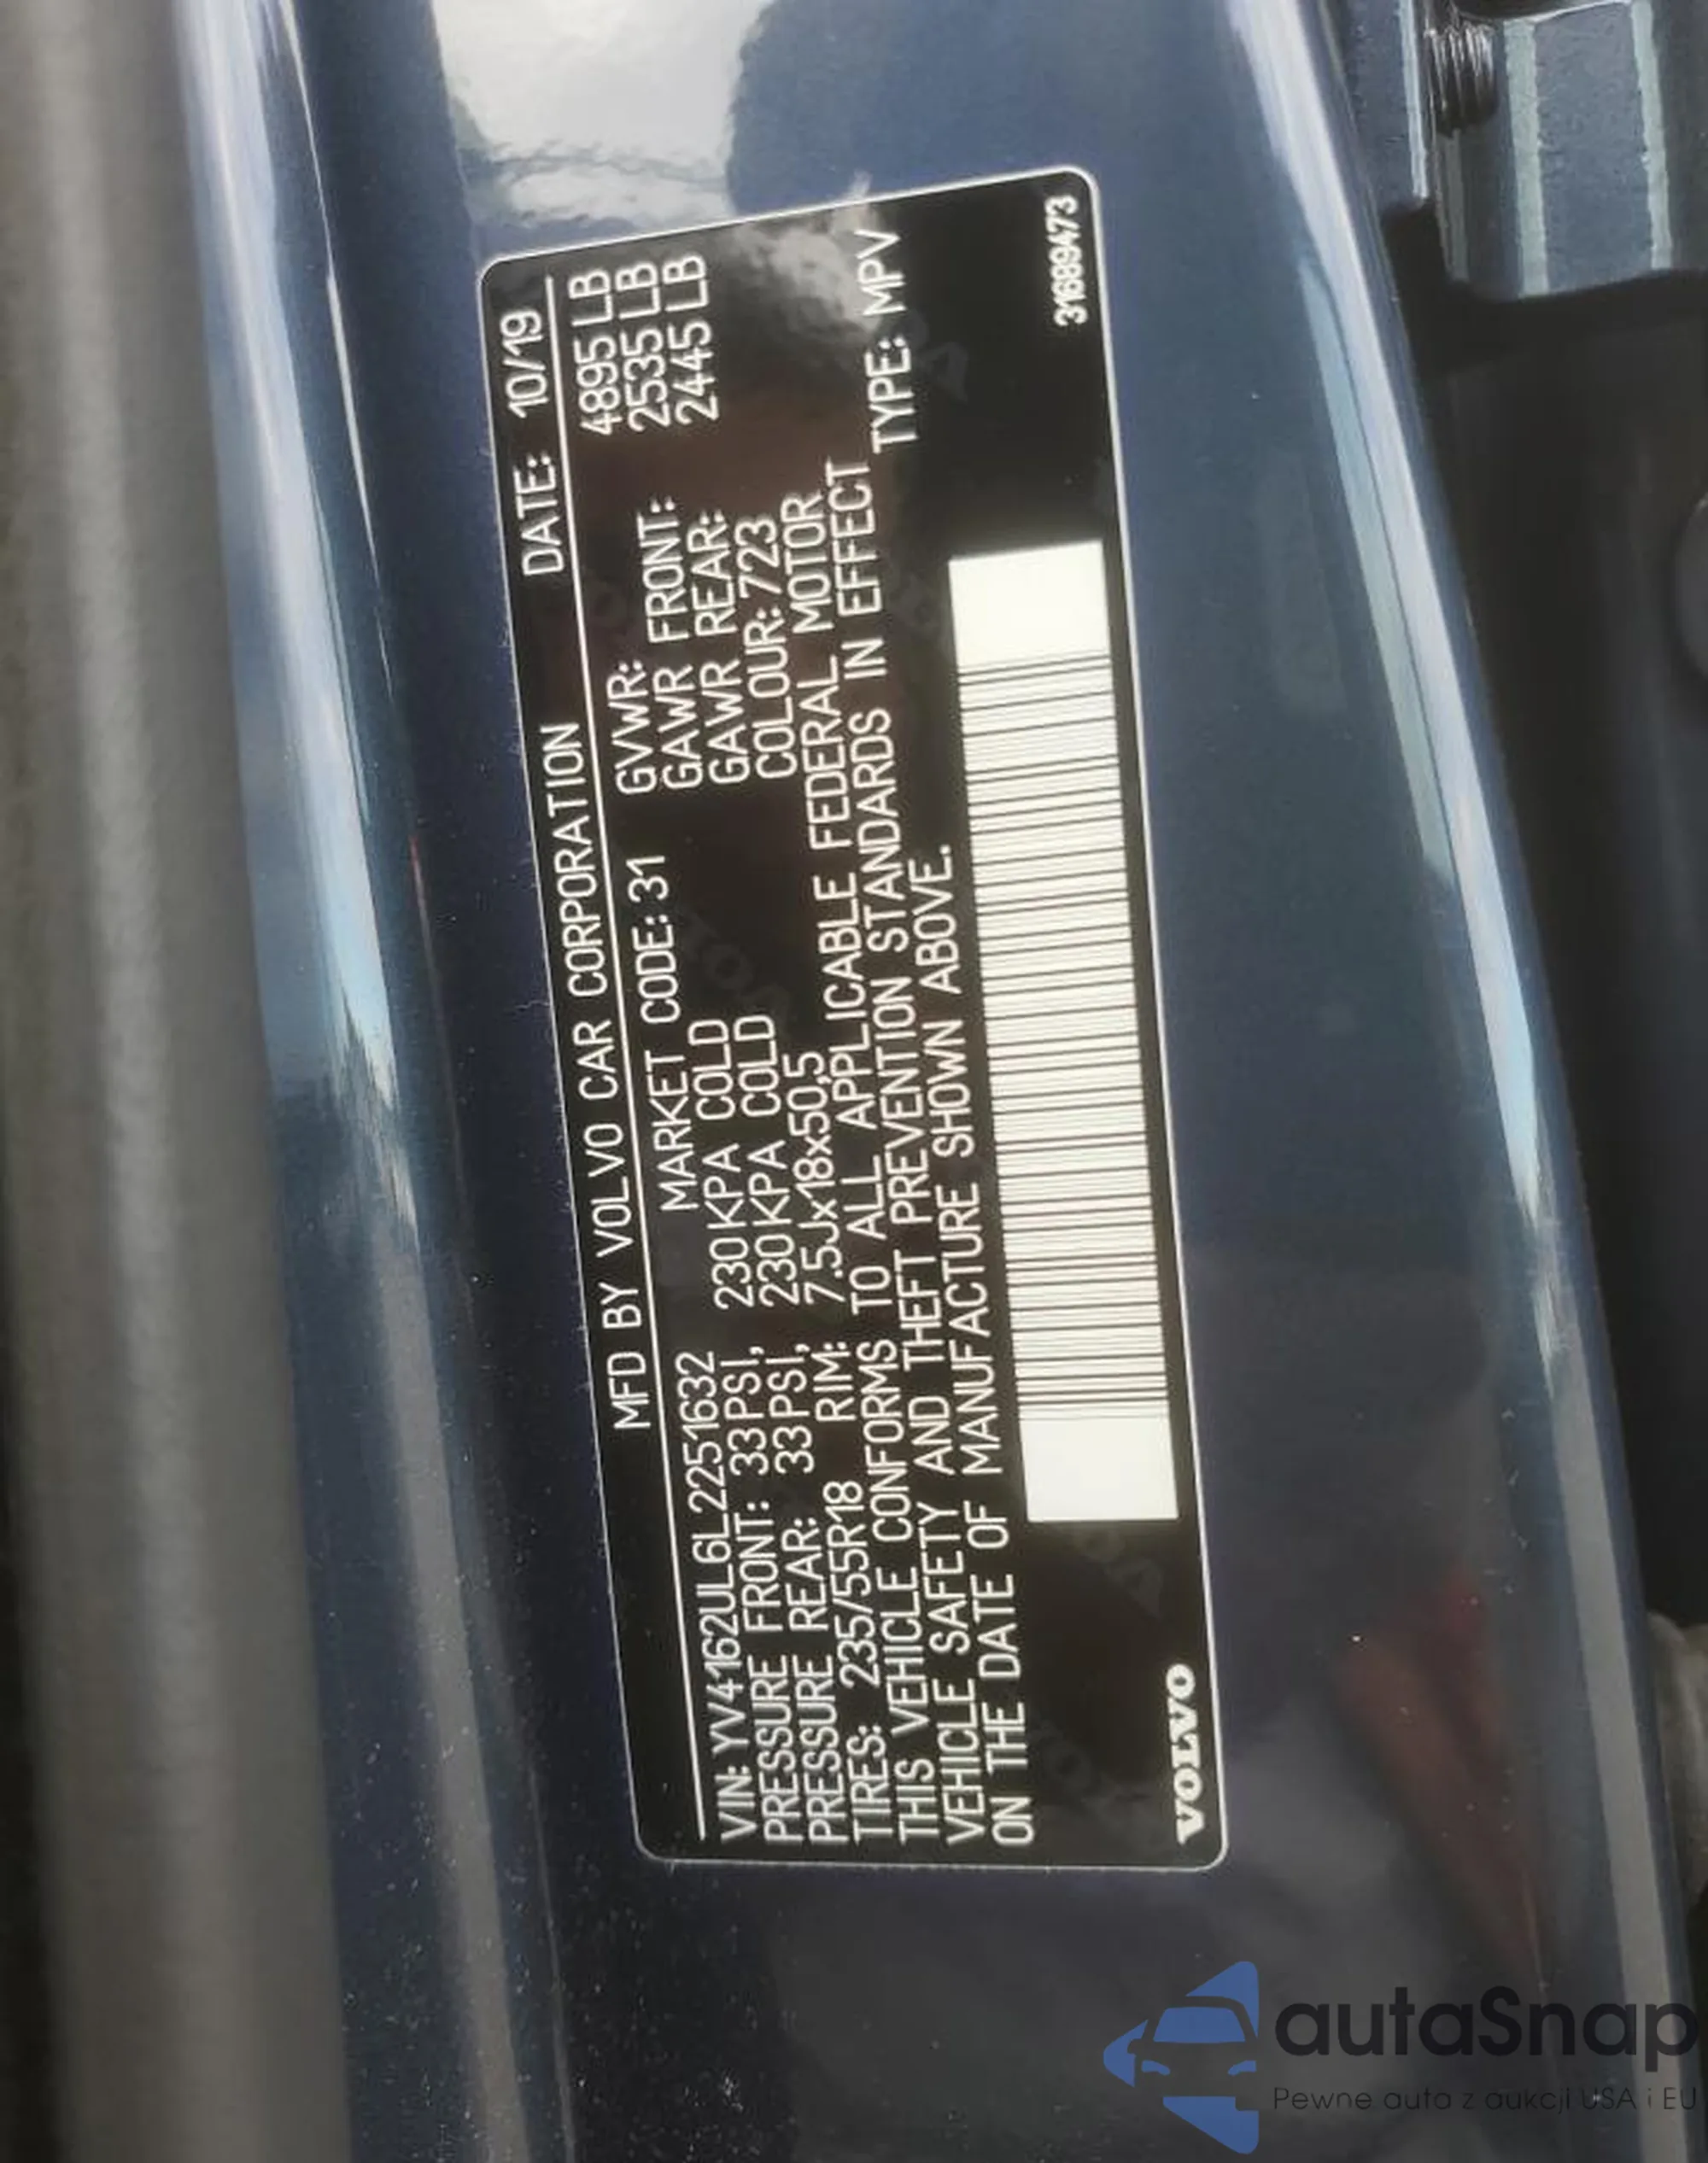 MFD BY VOLVO CAR CORPORATION DATE: 10/19
VIN: YV4162UL6L2251632 MARKET CODE: 31 GVWR: 4895 LB
PRESSURE FRONT: 33 PSI, 230 KPA COLD GAWR FRONT: 2535 LB
PRESSURE REAR: 33 PSI, 230 KPA COLD GAWR REAR: 2445 LB
TIRES: 235/55R18 RIM: 7.5Jx18x50,5 COLOUR: 723
THIS VEHICLE CONFORMS TO ALL APPLICABLE FEDERAL MOTOR
VEHICLE SAFETY AND THEFT PREVENTION STANDARDS IN EFFECT
ON THE DATE OF MANUFACTURE SHOWN ABOVE. TYPE: MPV
VOLVO 31689473
autaSnap
Pewne auta z aukcji USA i EU